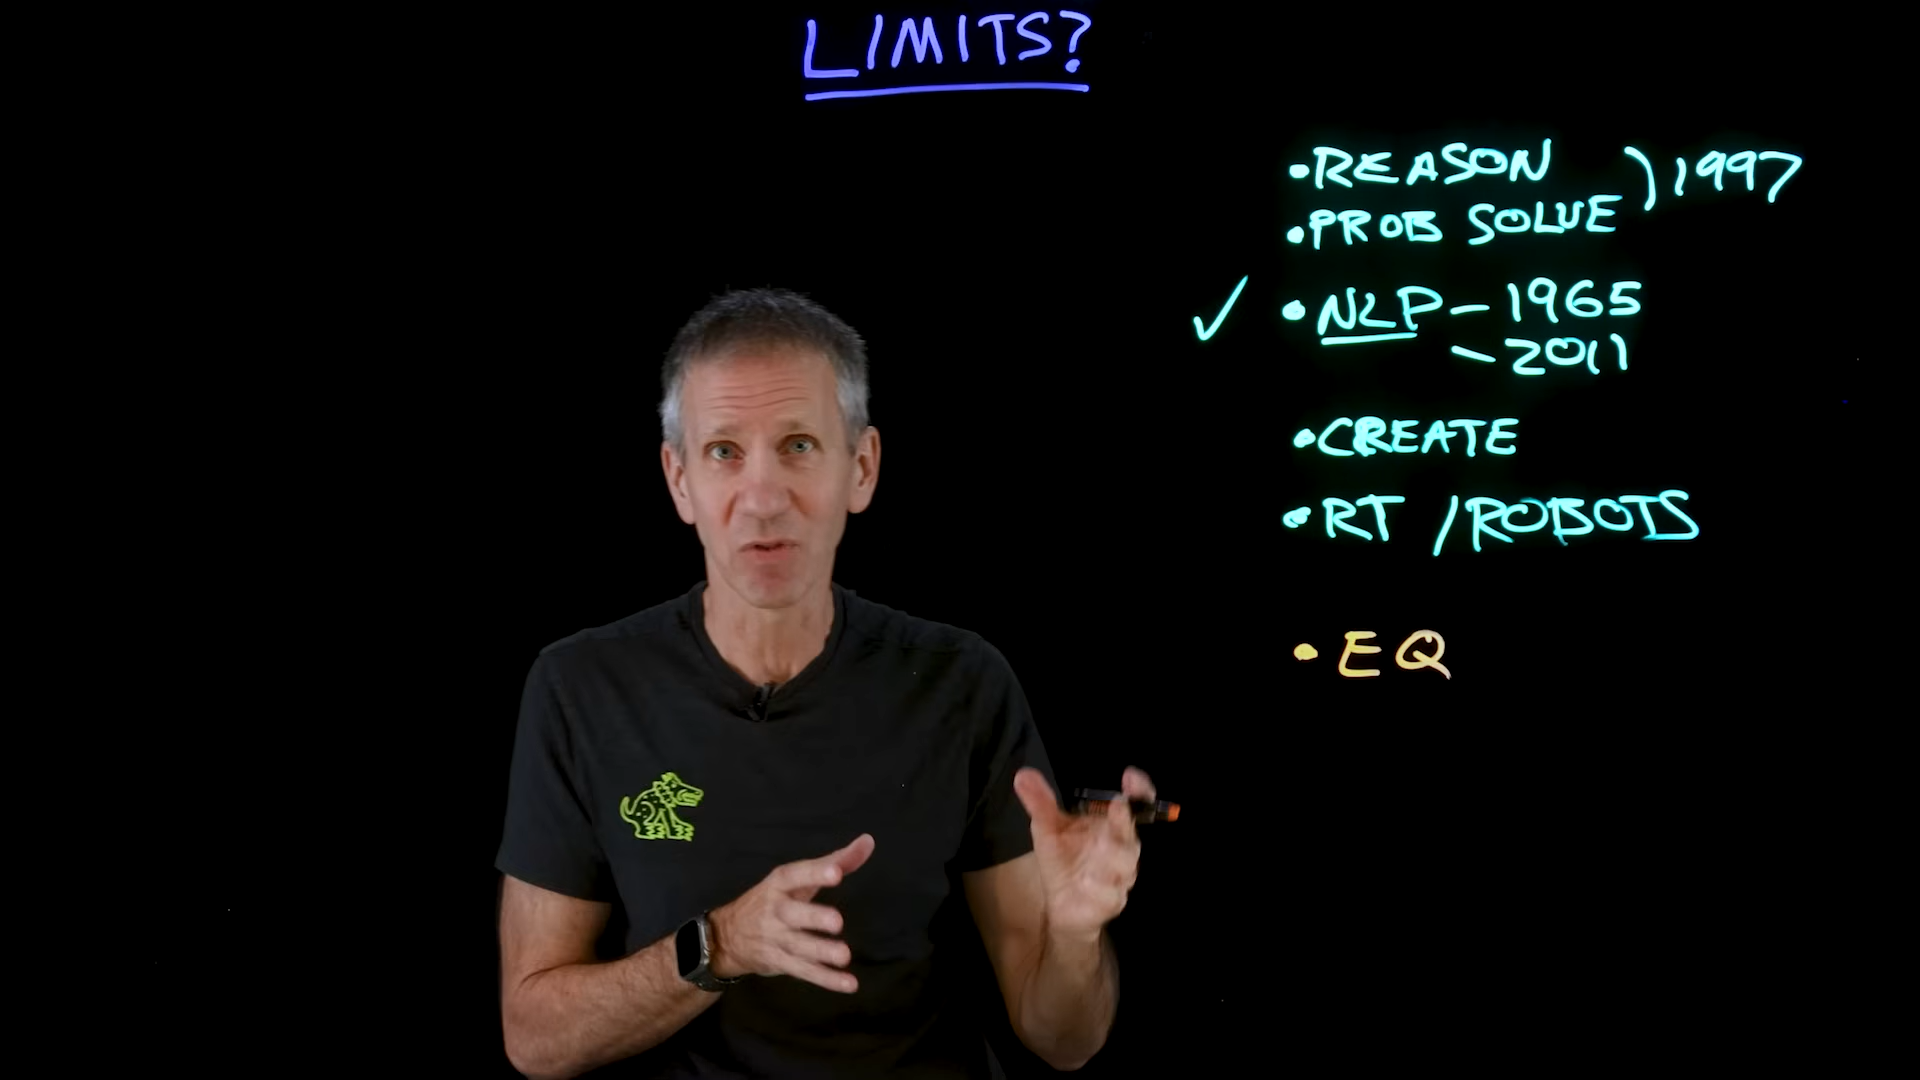 LIMITS?
• REASON
• PROB SOLVE ) 1997
✓ • NLP – 1965
– 2011
• CREATE
• RT / ROBOTS
• EQ